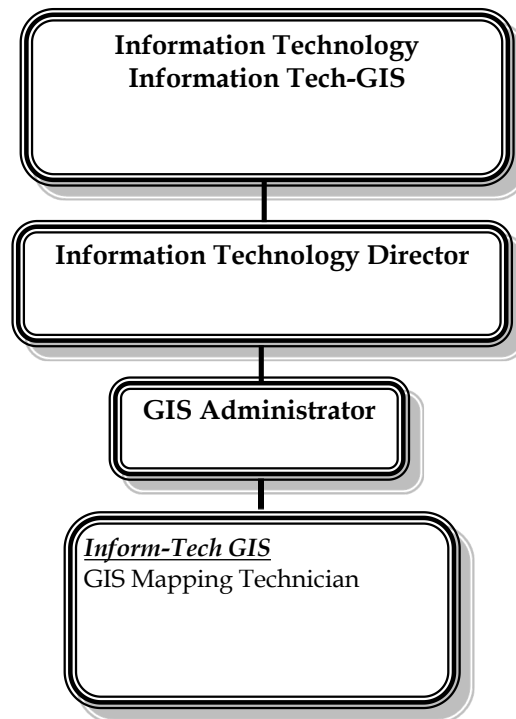 Information Technology
Information Tech-GIS
Information Technology Director
GIS Administrator
Inform-Tech GIS
GIS Mapping Technician